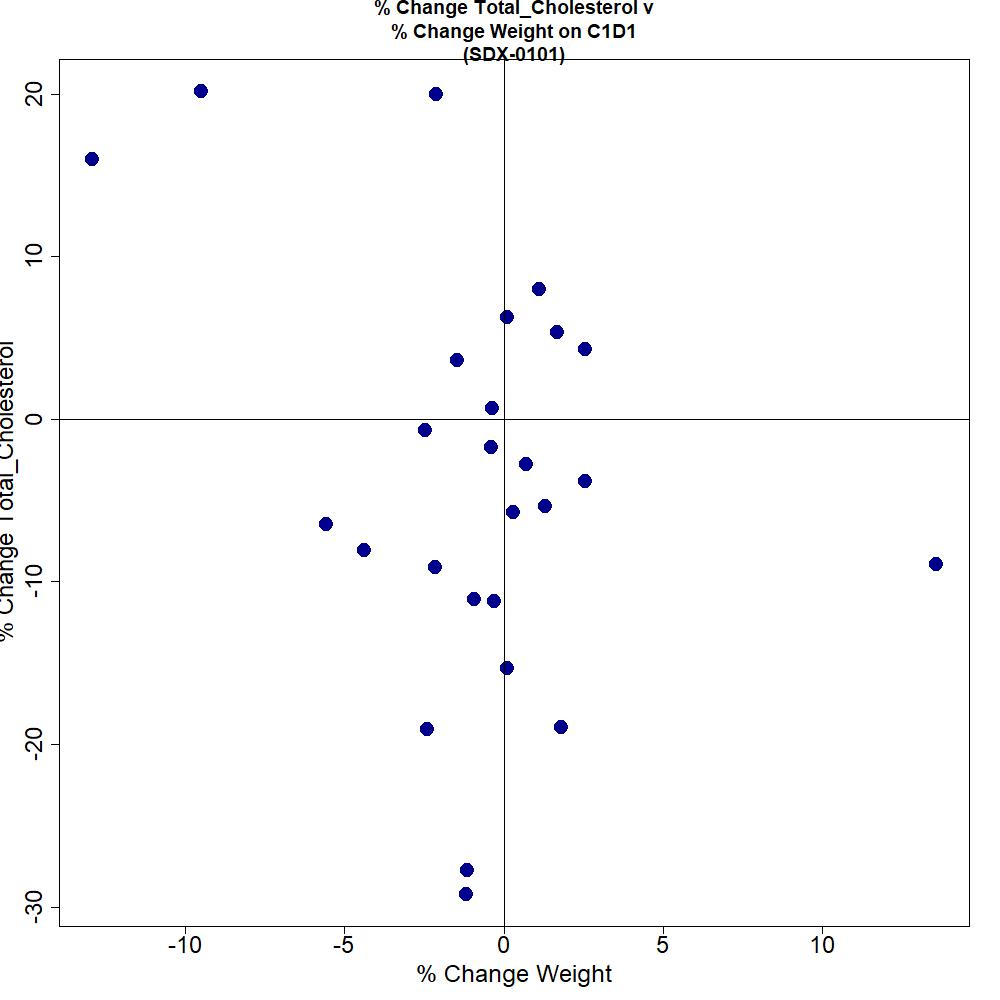 % Change Total_Cholesterol v
% Change Weight on C1D1
(SDX-0101)
% Change Total_Cholesterol
20
10
0
-10
-20
-30
-10 -5 0 5 10
% Change Weight